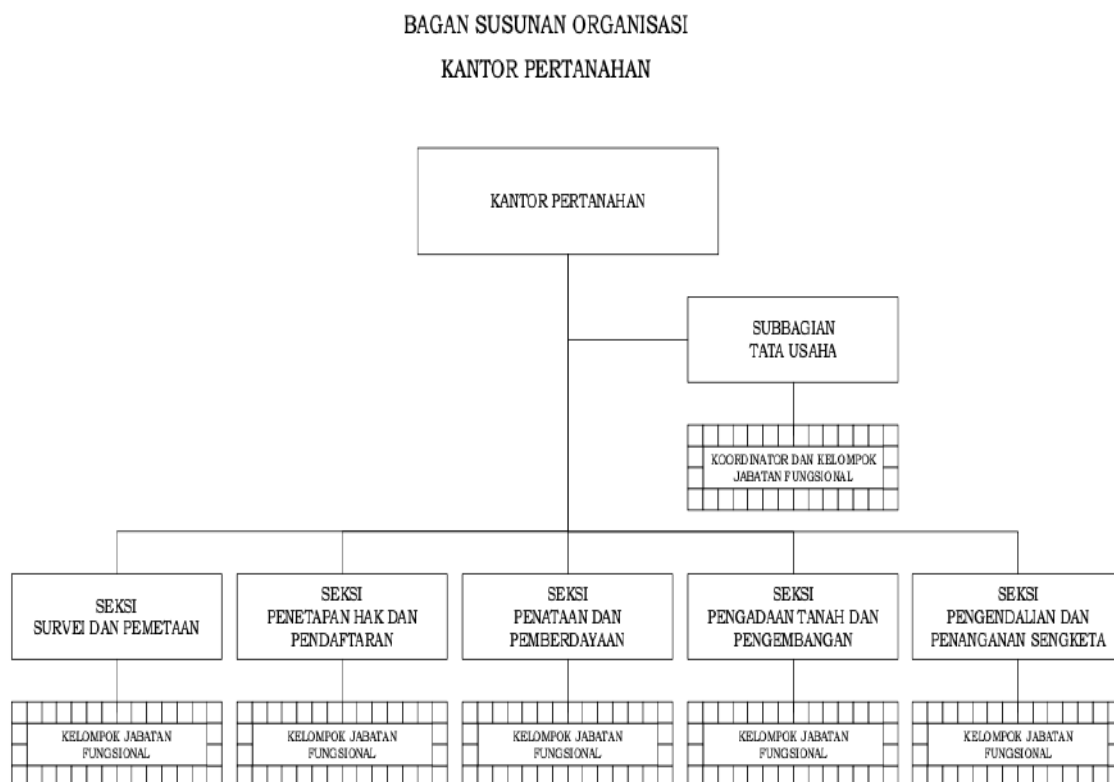 BAGAN SUSUNAN ORGANISASI
KANTOR PERTANAHAN
KANTOR PERTANAHAN
SUBBAGIAN
TATA USAHA
KOORDINATOR DAN KELOMPOK
JABATAN FUNGSIONAL
SEKSI
SURVEI DAN PEMETAAN
SEKSI
PENETAPAN HAK DAN
PENDAFTARAN
SEKSI
PENATAAN DAN
PEMBERDAYAAN
SEKSI
PENGADAAN TANAH DAN
PENGEMBANGAN
SEKSI
PENGENDALIAN DAN
PENANGANAN SENGKETA
KELOMPOK JABATAN
FUNGSIONAL
KELOMPOK JABATAN
FUNGSIONAL
KELOMPOK JABATAN
FUNGSIONAL
KELOMPOK JABATAN
FUNGSIONAL
KELOMPOK JABATAN
FUNGSIONAL